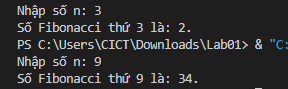 Nhập số n: 3
Số Fibonacci thứ 3 là: 2.
PS C:\Users\CICT\Downloads\Lab01> & "C:
Nhập số n: 9
Số Fibonacci thứ 9 là: 34.